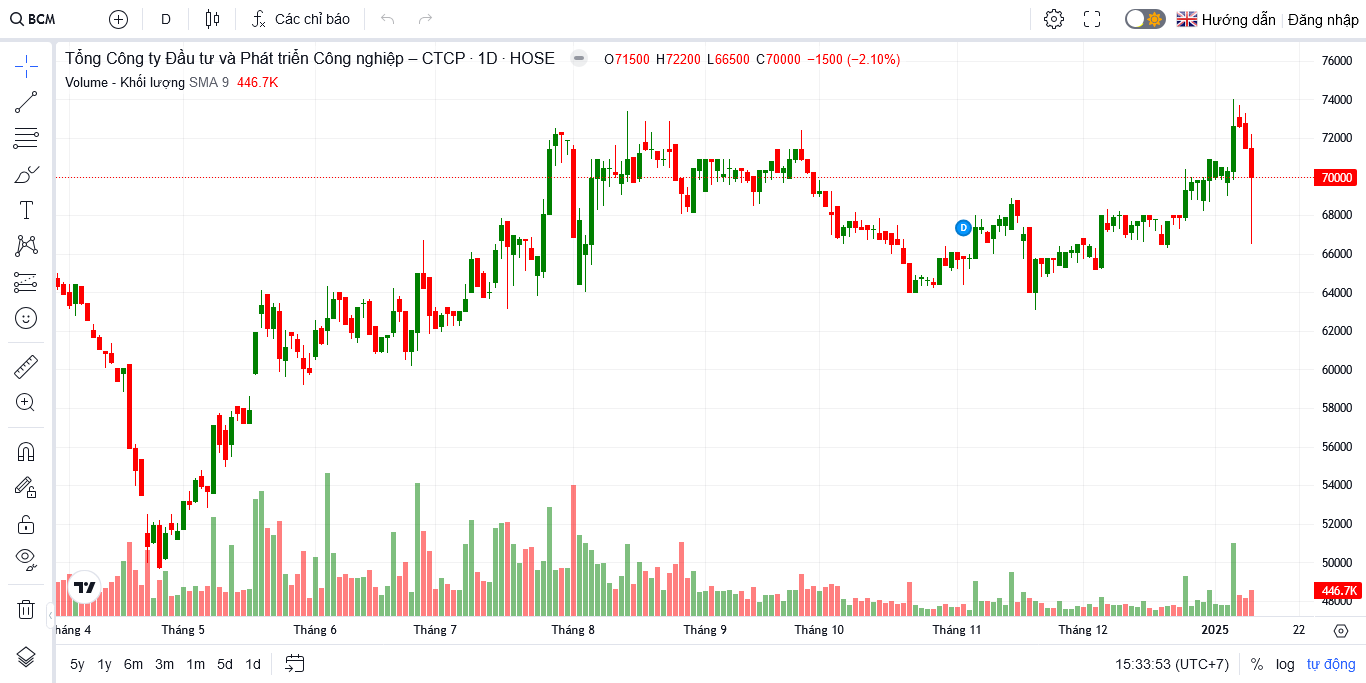 BCM D Các chỉ báo Hướng dẫn Đăng nhập
Tổng Công ty Đầu tư và Phát triển Công nghiệp – CTCP · 1D · HOSE O71500 H72200 L66500 C70000 −1500 (−2.10%)
Volume - Khối lượng SMA 9 446.7K
76000
74000
72000
70000
68000
D
66000
64000
62000
60000
58000
56000
54000
52000
50000
446.7K
48000
háng 4 Tháng 5 Tháng 6 Tháng 7 Tháng 8 Tháng 9 Tháng 10 Tháng 11 Tháng 12 2025 22
5y 1y 6m 3m 1m 5d 1d 15:33:53 (UTC+7) % log tự động